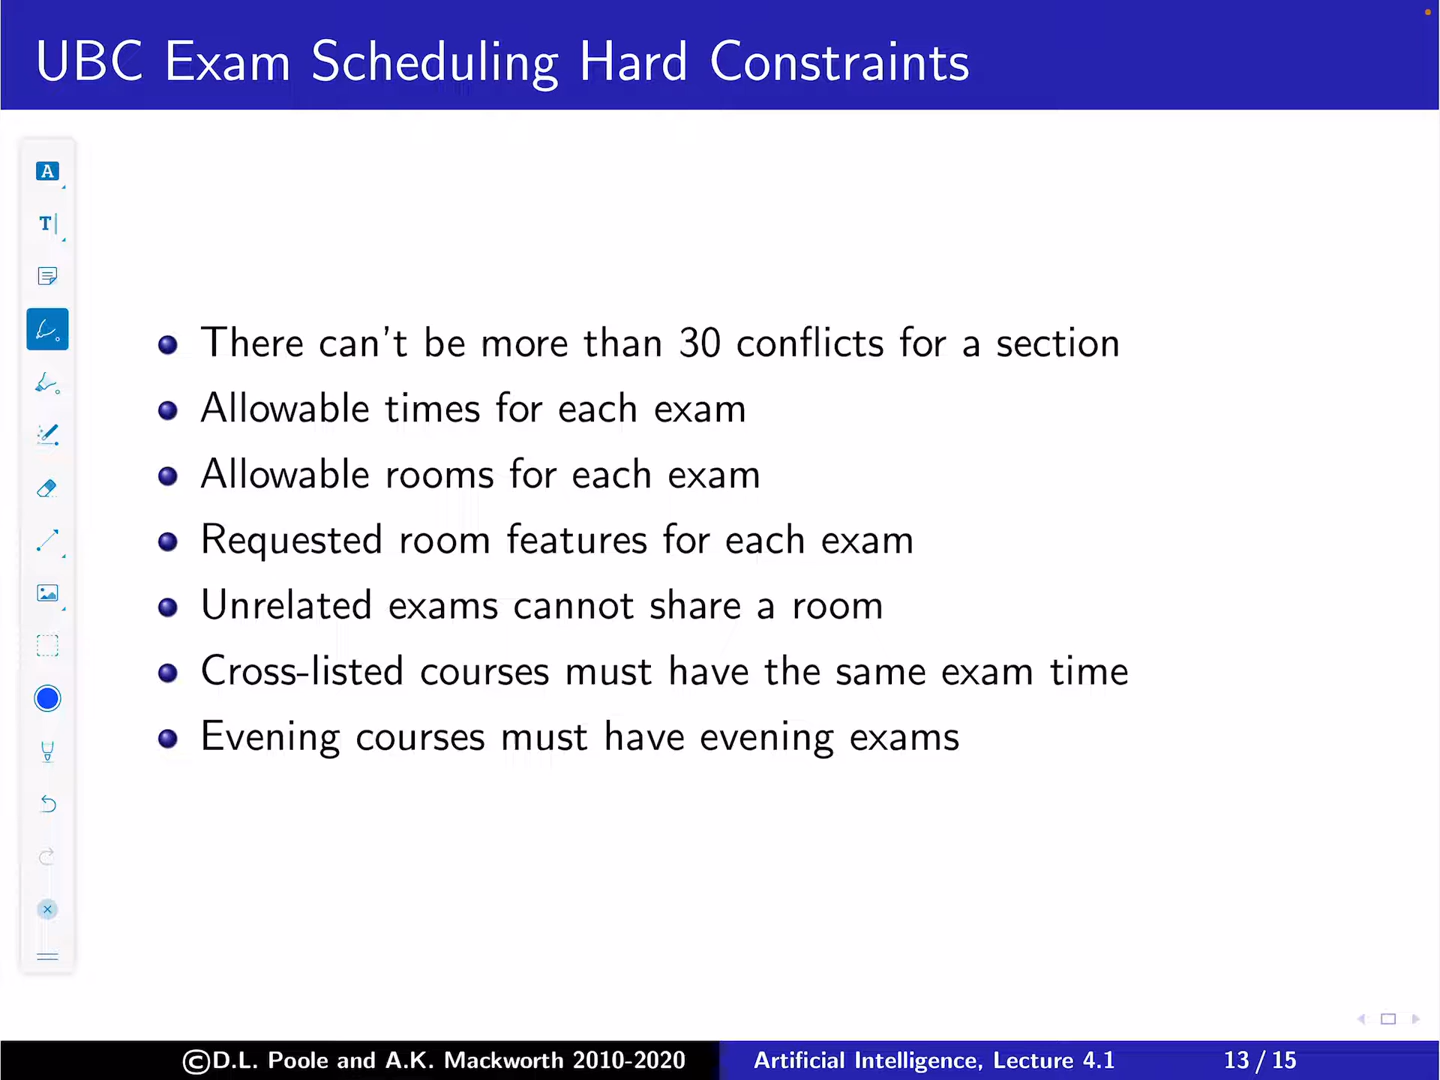 UBC Exam Scheduling Hard Constraints
A
T
There can't be more than 30 conflicts for a section
Allowable times for each exam
Allowable rooms for each exam
Requested room features for each exam
Unrelated exams cannot share a room
Cross-listed courses must have the same exam time
Evening courses must have evening exams
©D.L. Poole and A.K. Mackworth 2010-2020
Artificial Intelligence, Lecture 4.1
13 / 15